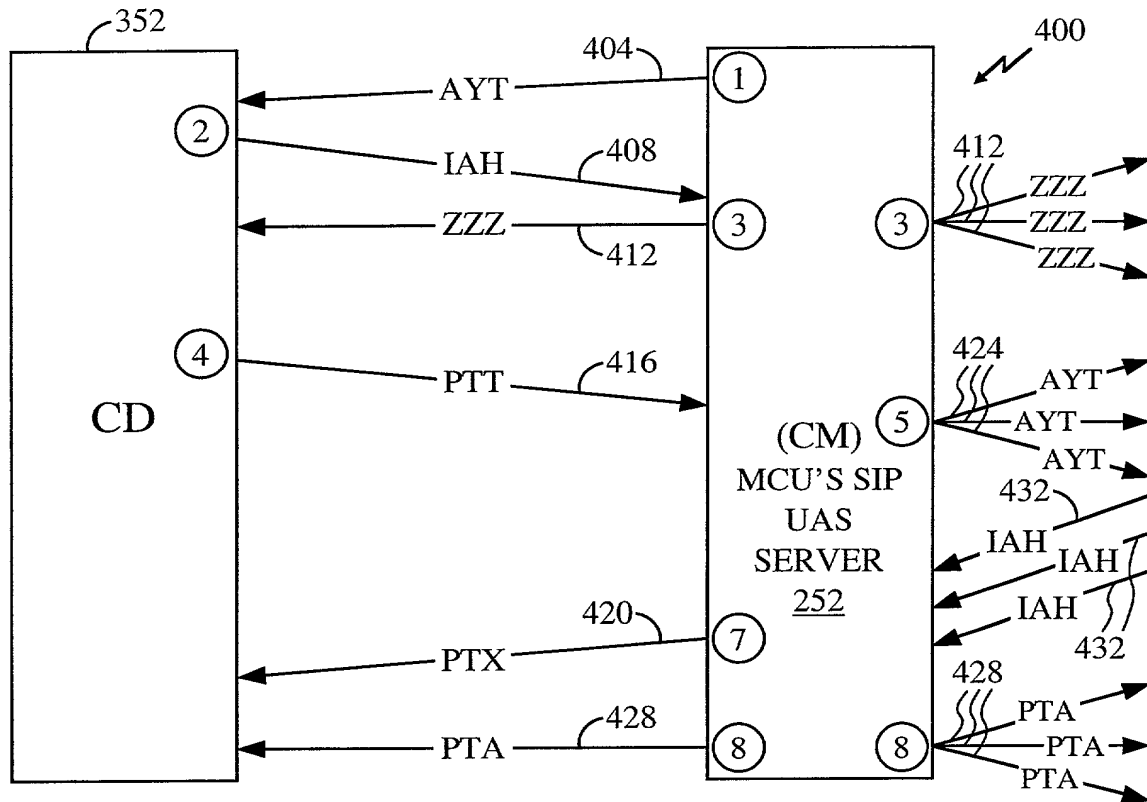 352
404
400
AYT
1
2
IAH
408
412
ZZZ
ZZZ
3
3
ZZZ
412
ZZZ
4
416
424
PTT
AYT
CD
(CM)
5
AYT
MCU'S SIP
AYT
UAS
432
SERVER
IAH
IAH
252
IAH
420
7
432
PTX
428
428
PTA
PTA
8
8
PTA
PTA